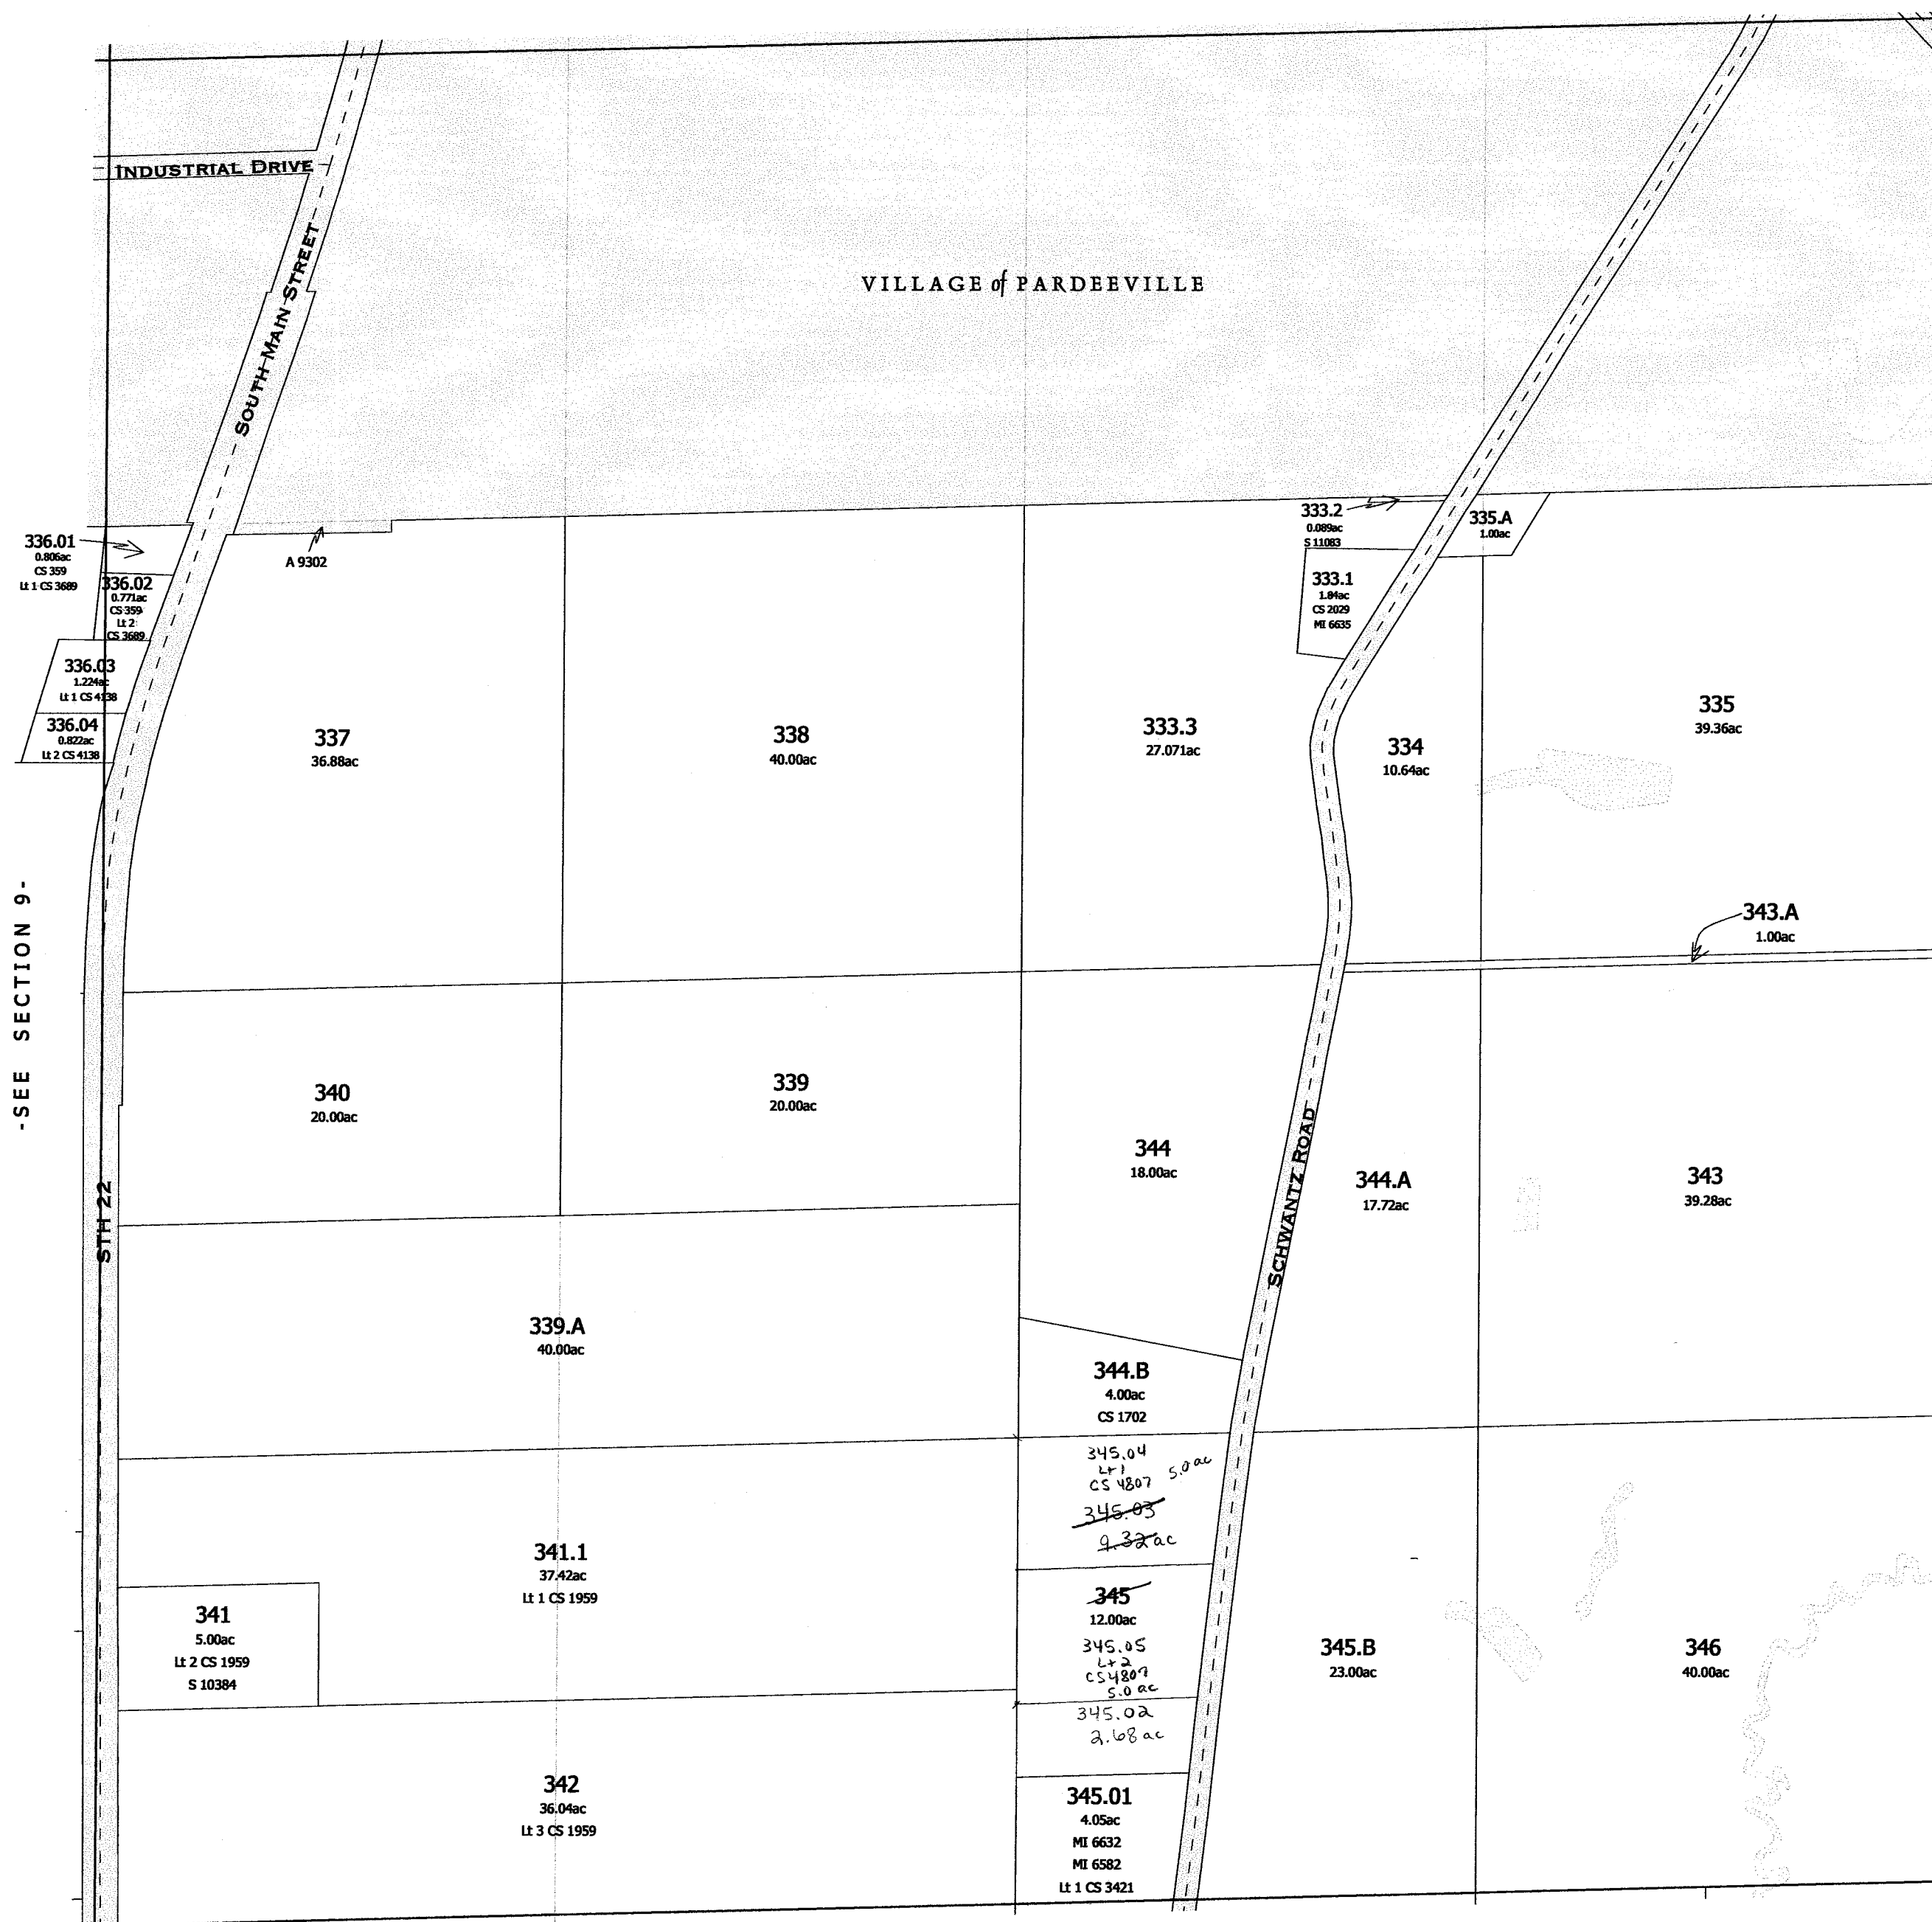 INDUSTRIAL DRIVE
SOUTH MAIN STREET
VILLAGE of PARDEEVILLE
336.01
0.806ac
CS 359
Lt 1 CS 3689
336.02
0.771ac
CS 359
Lt 2
CS 3689
336.03
1.224ac
Lt 1 CS 4138
336.04
0.822ac
Lt 2 CS 4138
A 9302
333.2
0.089ac
S 11083
335.A
1.00ac
333.1
1.84ac
CS 2029
MI 6635
337
36.88ac
338
40.00ac
333.3
27.071ac
334
10.64ac
335
39.36ac
343.A
1.00ac
-SEE SECTION 9-
340
20.00ac
339
20.00ac
344
18.00ac
SCHWANTZ ROAD
344.A
17.72ac
343
39.28ac
STH 22
339.A
40.00ac
344.B
4.00ac
CS 1702
345.04
Lt 1
CS 4807
5.0 ac
345.03
9.32 ac
341.1
37.42ac
Lt 1 CS 1959
341
5.00ac
Lt 2 CS 1959
S 10384
345
12.00ac
345.05
Lt 2
CS 4807
5.0 ac
345.B
23.00ac
346
40.00ac
345.02
2.68 ac
342
36.04ac
Lt 3 CS 1959
345.01
4.05ac
MI 6632
MI 6582
Lt 1 CS 3421